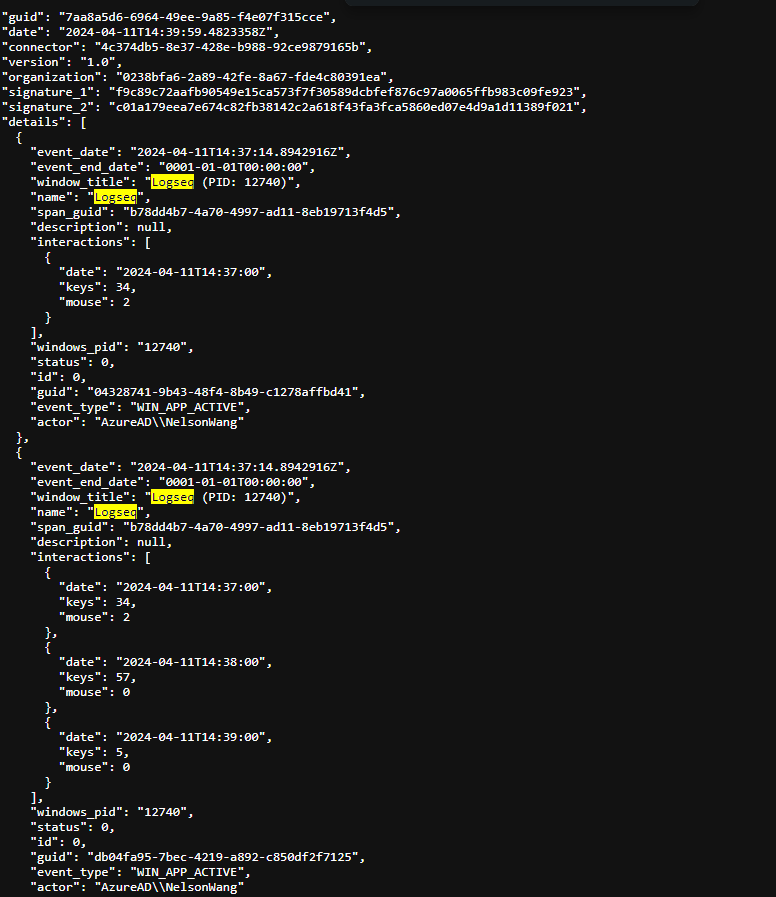 "guid": "7aa8a5d6-6964-49ee-9a85-f4e07f315cce",
"date": "2024-04-11T14:39:59.4823358Z",
"connector": "4c374db5-8e37-428e-b988-92ce9879165b",
"version": "1.0",
"organization": "0238bfa6-2a89-42fe-8a67-fde4c80391ea",
"signature_1": "f9c89c72aafb90549e15ca573f7f30589dcbfef876c97a0065ffb983c09fe923",
"signature_2": "c01a179eea7e674c82fb38142c2a618f43fa3fca5860ed07e4d9a1d11389f021",
"details": [
{
"event_date": "2024-04-11T14:37:14.8942916Z",
"event_end_date": "0001-01-01T00:00:00",
"window_title": "Logseq (PID: 12740)",
"name": "Logseq",
"span_guid": "b78dd4b7-4a70-4997-ad11-8eb19713f4d5",
"description": null,
"interactions": [
{
"date": "2024-04-11T14:37:00",
"keys": 34,
"mouse": 2
}
],
"windows_pid": "12740",
"status": 0,
"id": 0,
"guid": "04328741-9b43-48f4-8b49-c1278affbd41",
"event_type": "WIN_APP_ACTIVE",
"actor": "AzureAD\\NelsonWang"
},
{
"event_date": "2024-04-11T14:37:14.8942916Z",
"event_end_date": "0001-01-01T00:00:00",
"window_title": "Logseq (PID: 12740)",
"name": "Logseq",
"span_guid": "b78dd4b7-4a70-4997-ad11-8eb19713f4d5",
"description": null,
"interactions": [
{
"date": "2024-04-11T14:37:00",
"keys": 34,
"mouse": 2
},
{
"date": "2024-04-11T14:38:00",
"keys": 57,
"mouse": 0
},
{
"date": "2024-04-11T14:39:00",
"keys": 5,
"mouse": 0
}
],
"windows_pid": "12740",
"status": 0,
"id": 0,
"guid": "db04fa95-7bec-4219-a892-c850df2f7125",
"event_type": "WIN_APP_ACTIVE",
"actor": "AzureAD\\NelsonWang"